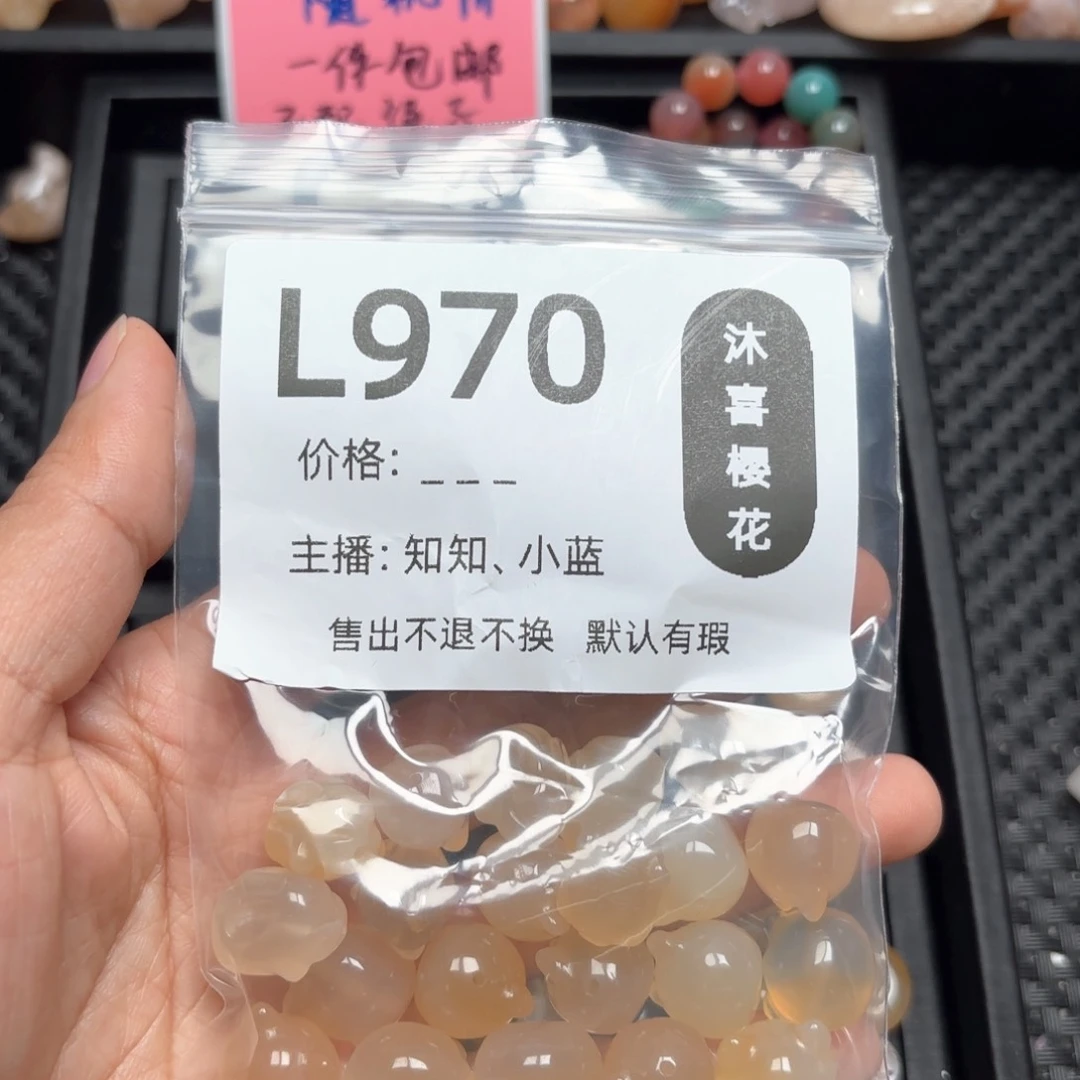 一件包邮
L970
沐喜樱花
价格: _ _ _
主播: 知知、小蓝
售出不退不换 默认有瑕